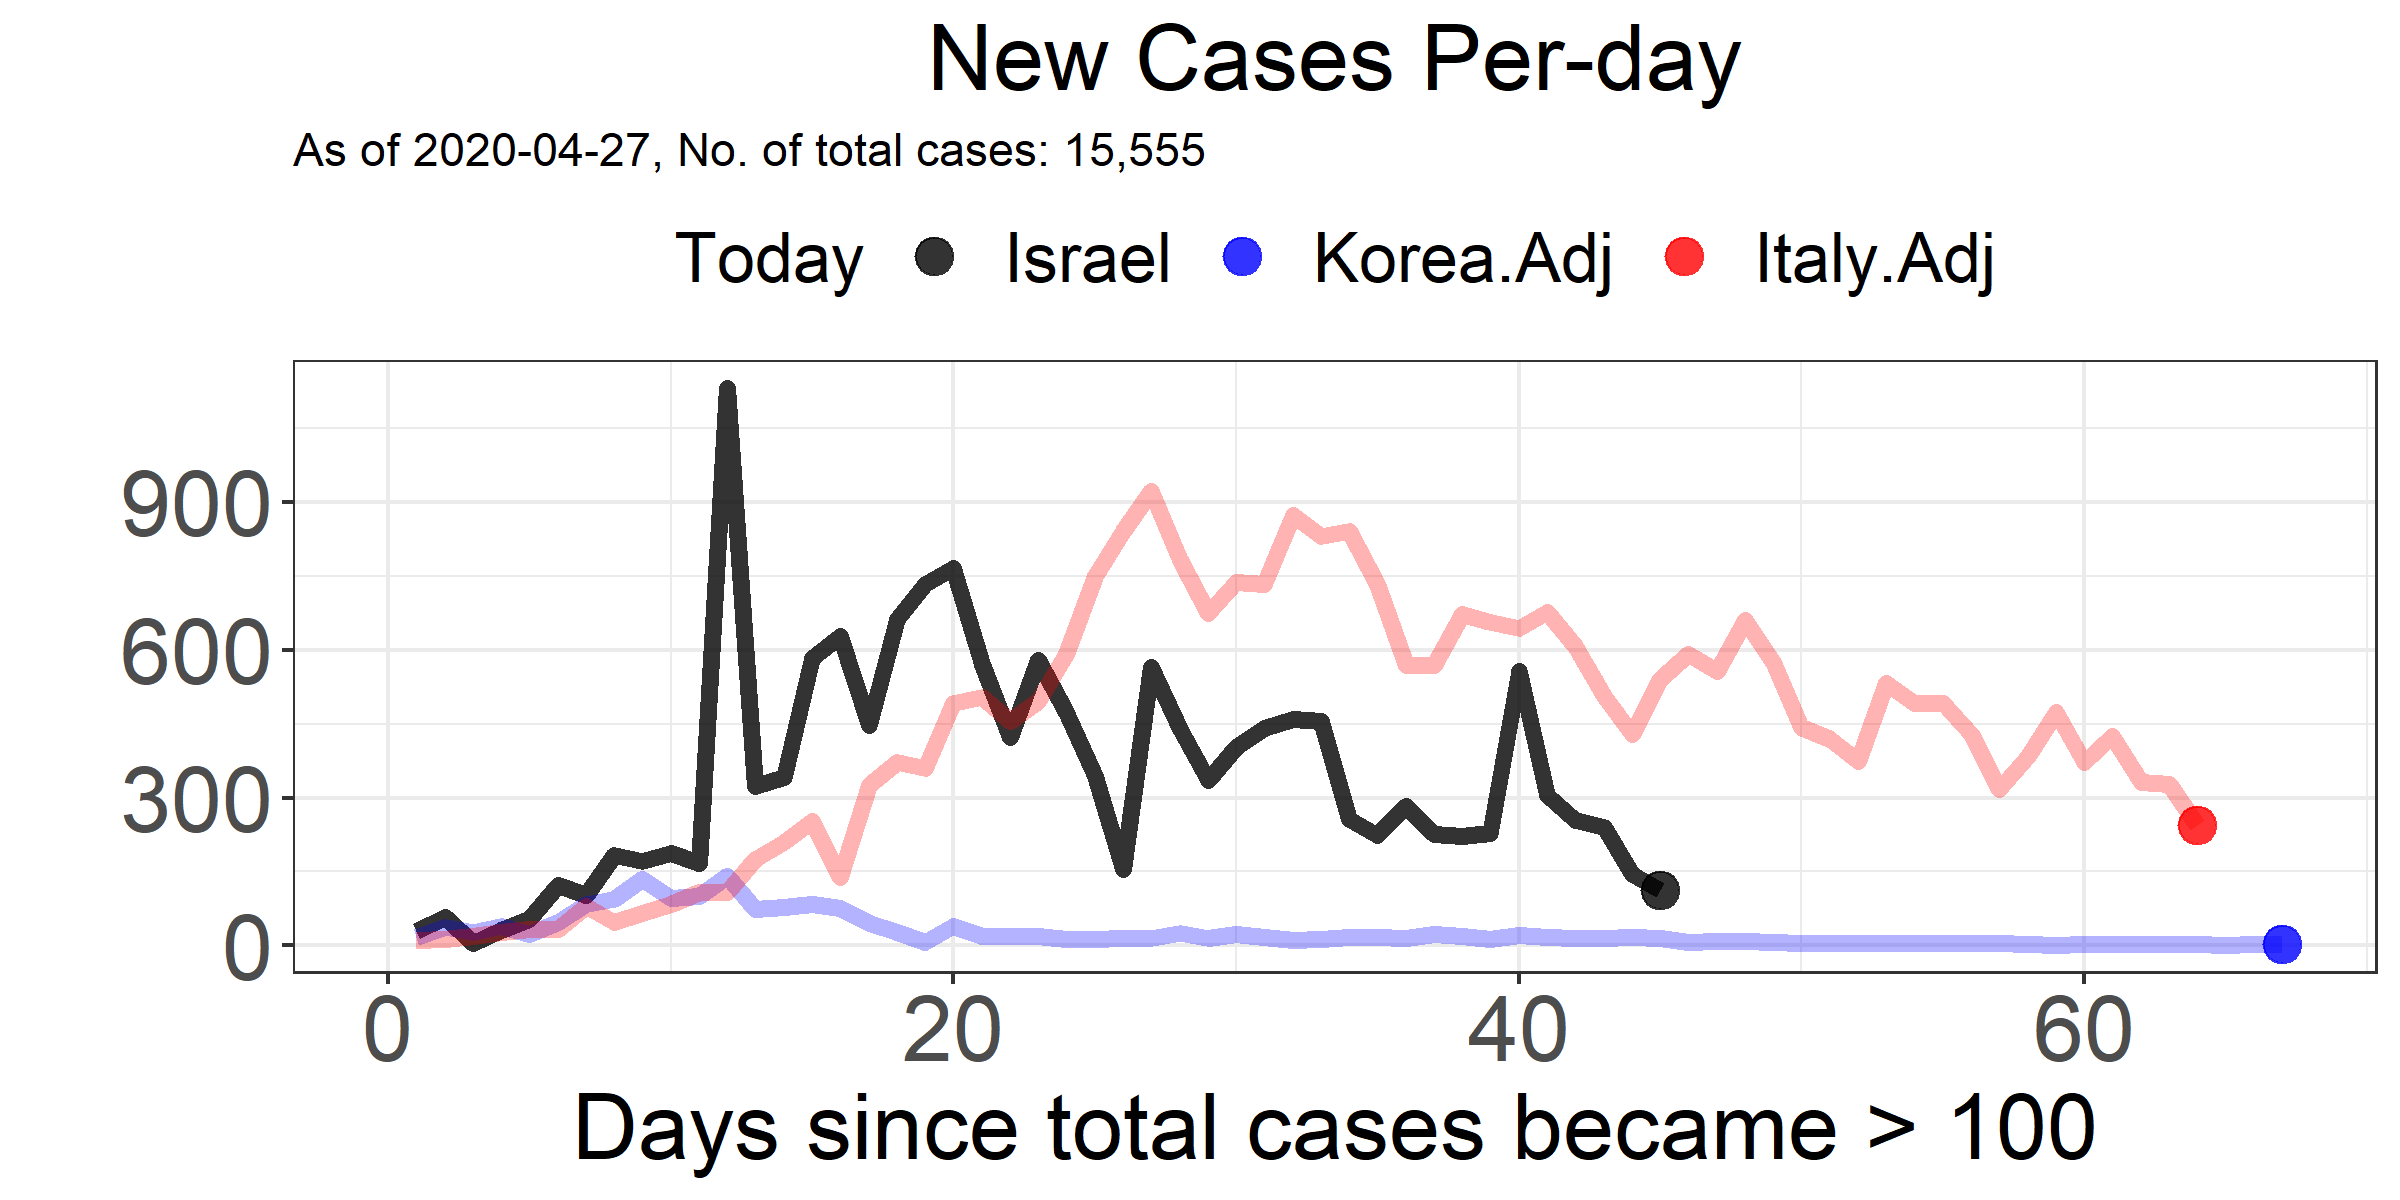 New Cases Per-day
As of 2020-04-27, No. of total cases: 15,555
Today Israel Korea.Adj Italy.Adj
900
600
300
0
0 20 40 60
Days since total cases became > 100